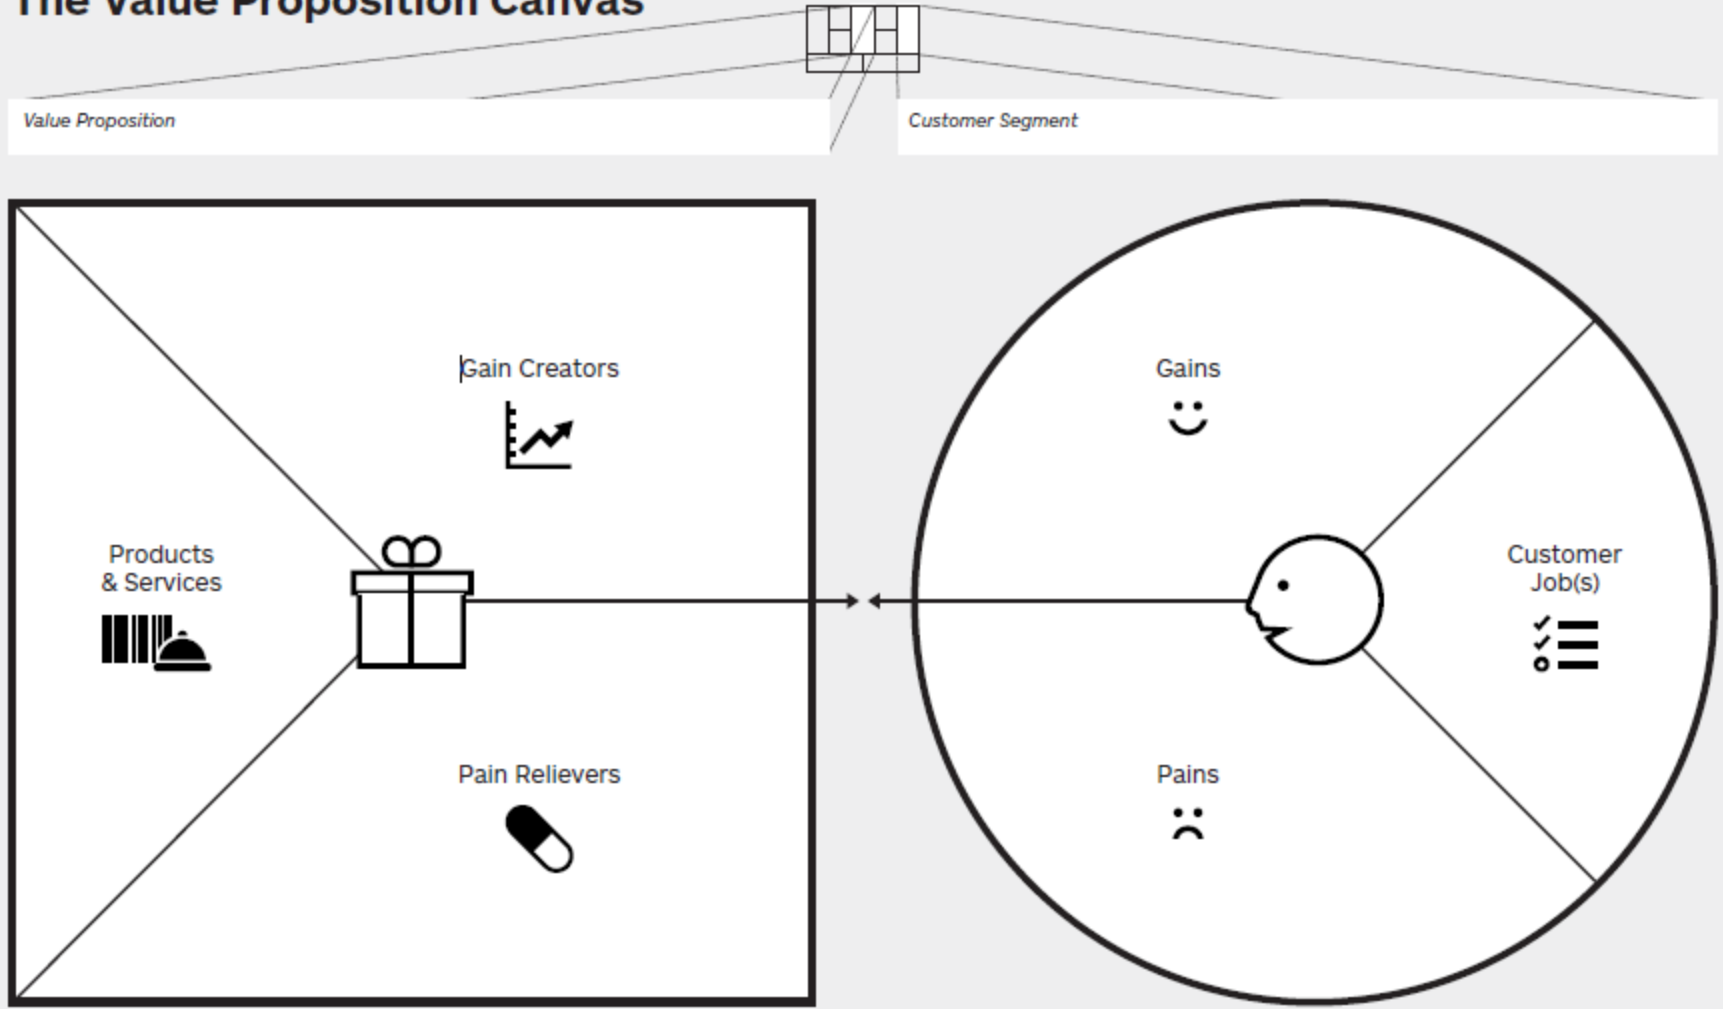 The Value Proposition Canvas
Value Proposition
Customer Segment
Gain Creators
Gains
Products
& Services
Customer
Job(s)
Pain Relievers
Pains